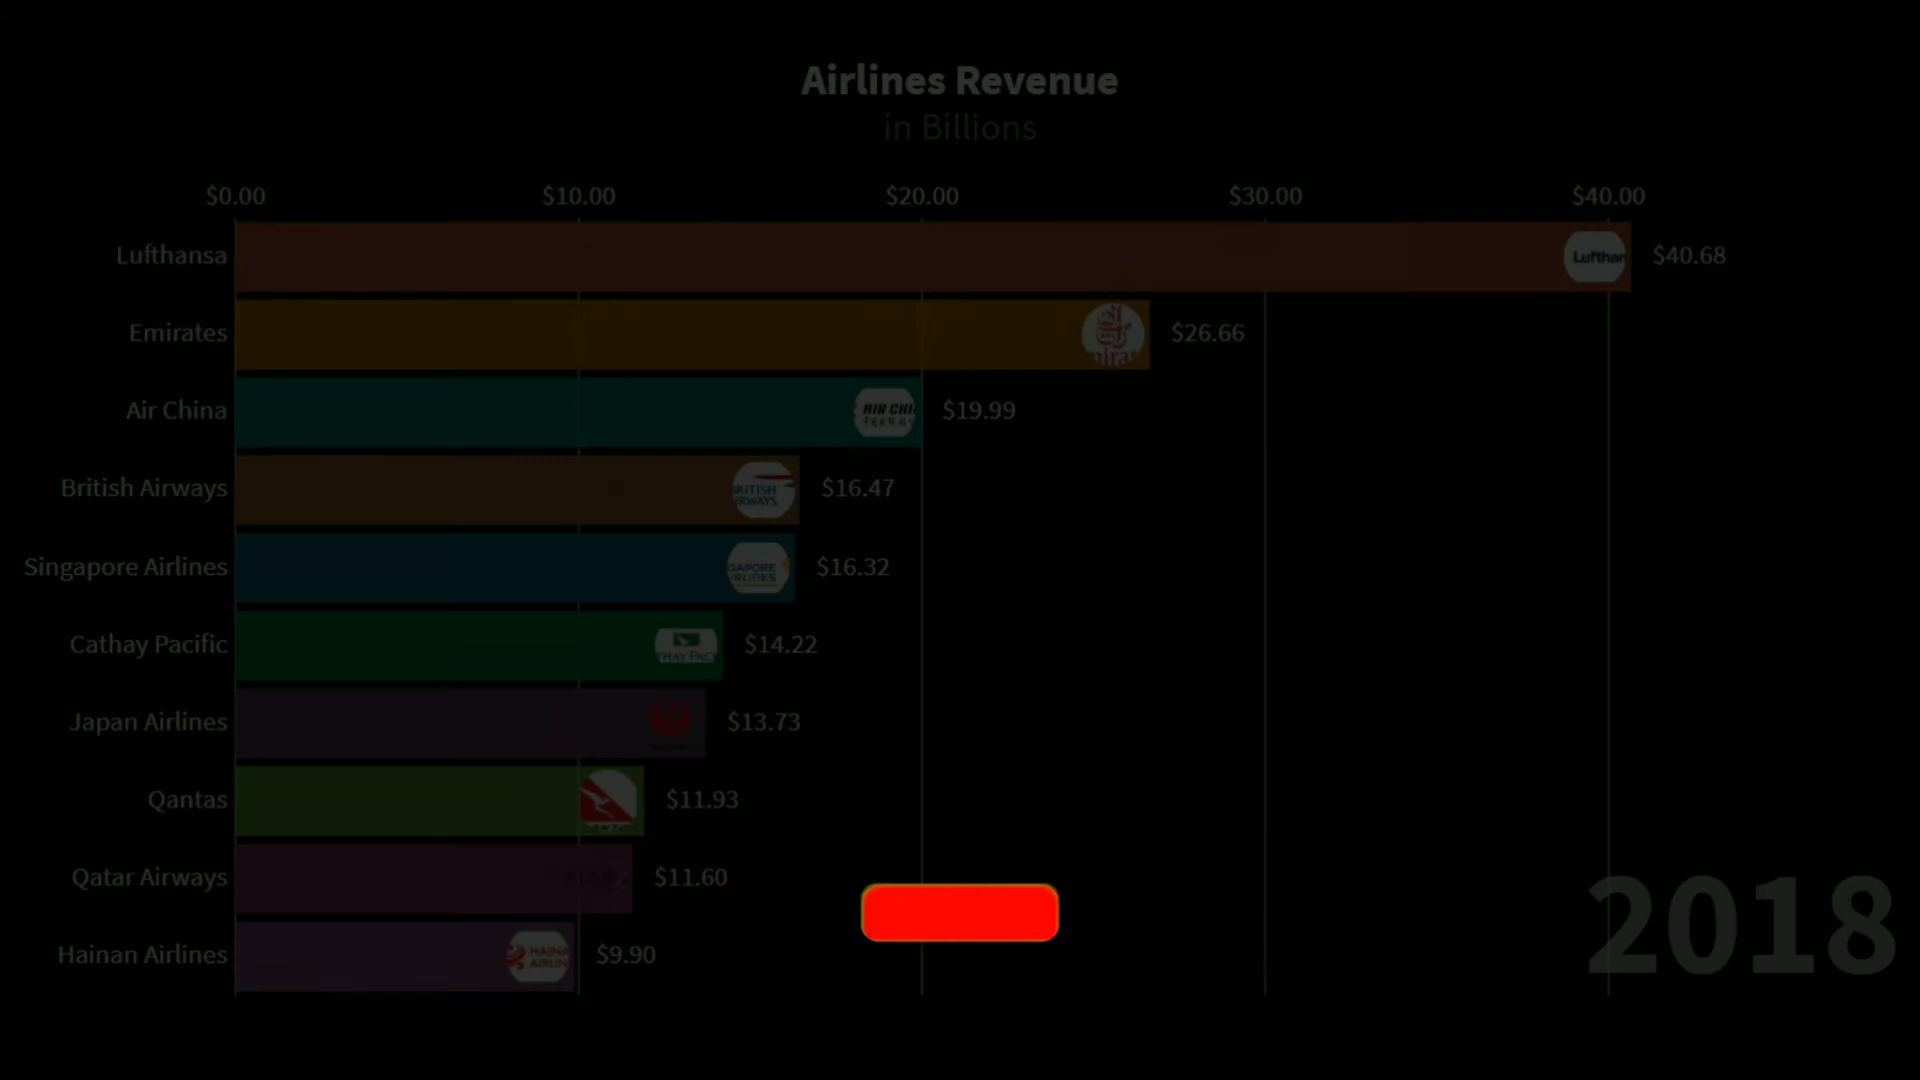 Airlines Revenue
in Billions
$0.00 $10.00 $20.00 $30.00 $40.00
Lufthansa $40.68
Emirates $26.66
Air China $19.99
British Airways $16.47
Singapore Airlines $16.32
Cathay Pacific $14.22
Japan Airlines $13.73
Qantas $11.93
Qatar Airways $11.60
Hainan Airlines $9.90
2018